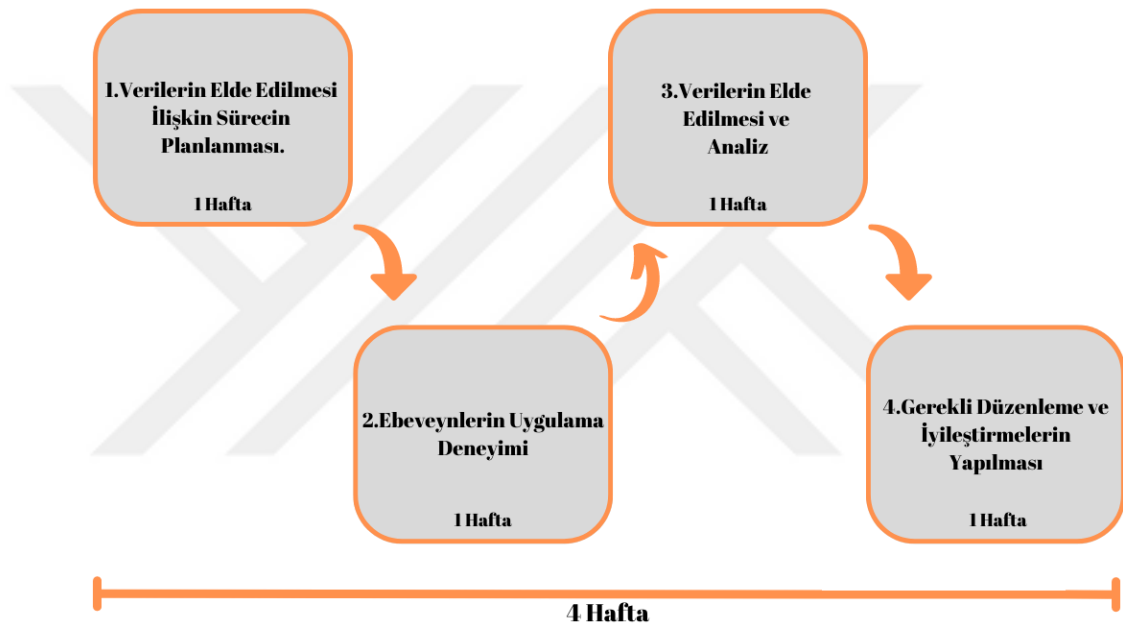 1.Verilerin Elde Edilmesi
İlişkin Sürecin
Planlanması.
1 Hafta
2.Ebeveynlerin Uygulama
Deneyimi
1 Hafta
3.Verilerin Elde
Edilmesi ve
Analiz
1 Hafta
4.Gerekli Düzenleme ve
İyileştirmelerin
Yapılması
1 Hafta
4 Hafta